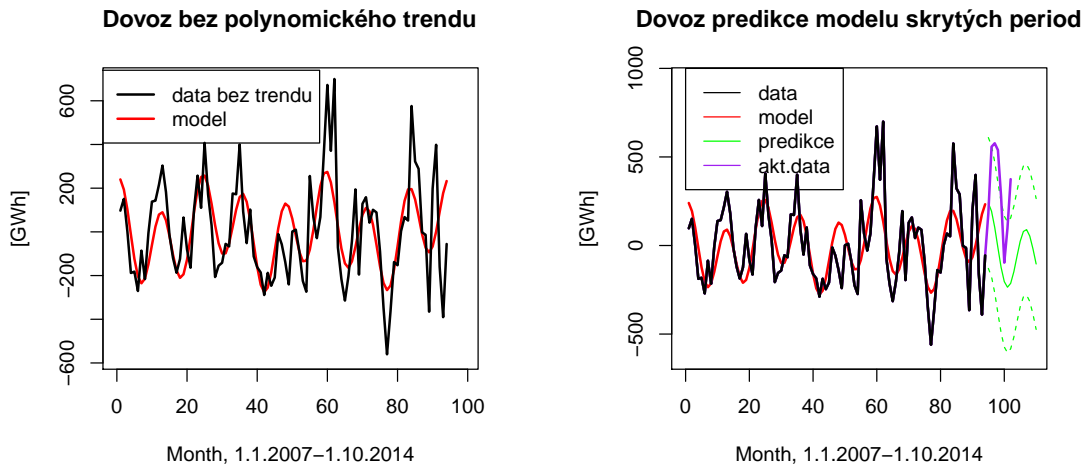 Dovoz bez polynomického trendu
data bez trendu
model
[GWh]
600
200
−200
−600
0 20 40 60 80 100
Month, 1.1.2007−1.10.2014
Dovoz predikce modelu skrytých period
data
model
predikce
akt.data
[GWh]
1000
500
0
−500
0 20 40 60 80 100
Month, 1.1.2007−1.10.2014